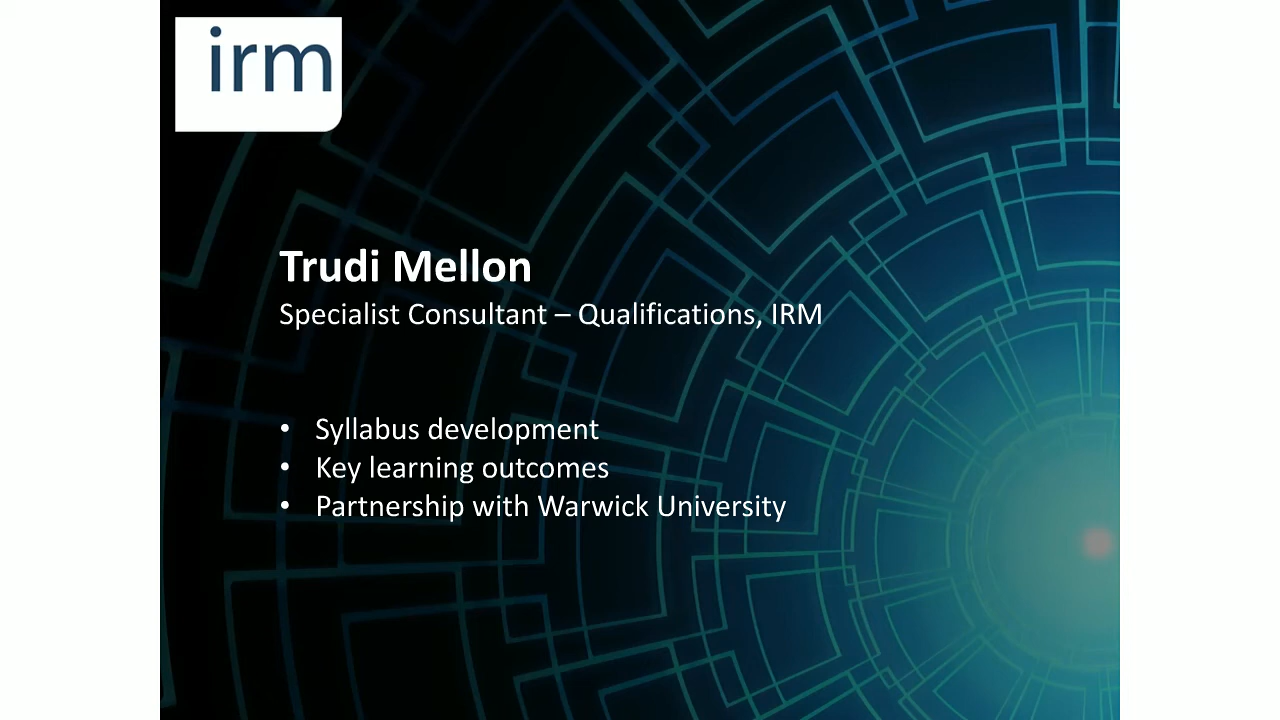 irm
Trudi Mellon
Specialist Consultant – Qualifications, IRM
• Syllabus development
• Key learning outcomes
• Partnership with Warwick University